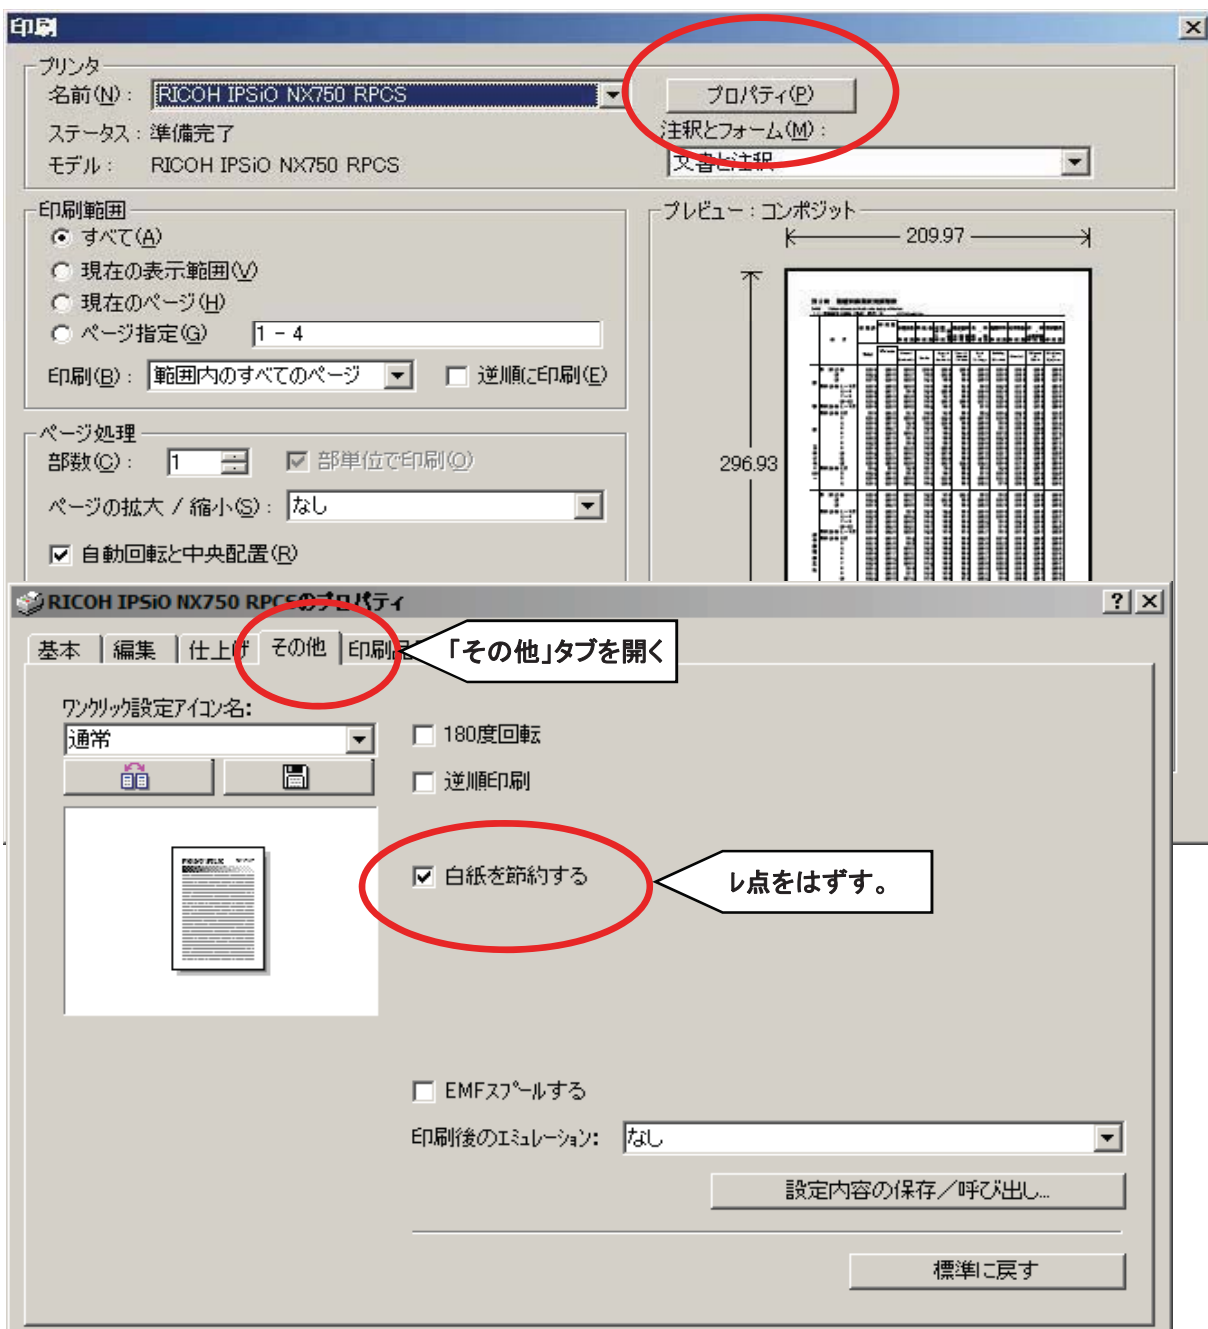 印刷
プリンタ
名前(N): RICOH IPSiO NX750 RPCS
プロパティ(P)
ステータス: 準備完了
注釈とフォーム(M):
モデル: RICOH IPSiO NX750 RPCS
文書と注釈
印刷範囲
すべて(A)
現在の表示範囲(V)
現在のページ(H)
ページ指定(G) 1 - 4
印刷(B): 範囲内のすべてのページ
逆順に印刷(E)
プレビュー:コンポジット
209.97
296.93
ページ処理
部数(C): 1
部単位で印刷(O)
ページの拡大 / 縮小(S): なし
自動回転と中央配置(R)
RICOH IPSiO NX750 RPCSのプロパティ
基本 編集 仕上げ その他 印刷品
「その他」タブを開く
ワンクリック設定アイコン名:
通常
180度回転
逆順印刷
白紙を節約する
レ点をはずす。
EMFスプールする
印刷後のエミュレーション: なし
設定内容の保存/呼び出し...
標準に戻す